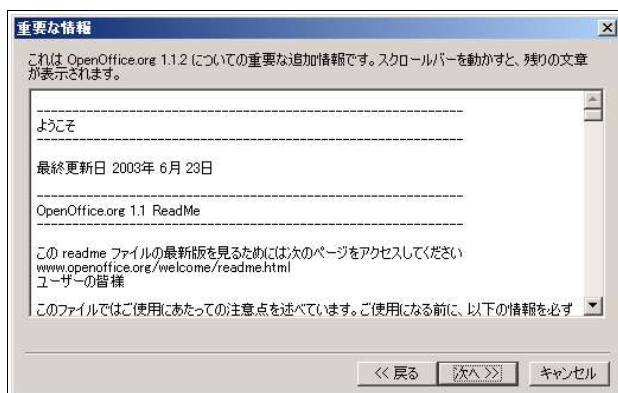 重要な情報
これは OpenOffice.org 1.1.2 についての重要な追加情報です。スクロールバーを動かすと、残りの文章
が表示されます。
------------------------------------------------------------
ようこそ
------------------------------------------------------------
最終更新日 2003年 6月 23日
------------------------------------------------------------
OpenOffice.org 1.1 ReadMe
------------------------------------------------------------
この readme ファイルの最新版を見るためには次のページをアクセスしてください
www.openoffice.org/welcome/readme.html
ユーザーの皆様
このファイルではご使用にあたっての注意点を述べています。ご使用になる前に、以下の情報を必ず
<< 戻る 次へ >> キャンセル